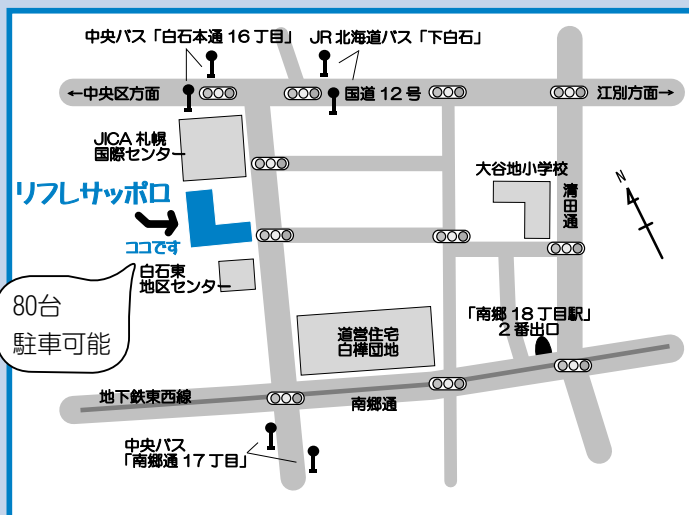 中央バス「白石本通16丁目」 JR北海道バス「下白石」
←中央区方面
国道12号
江別方面→
JICA札幌
国際センター
大谷地小学校
リフレサッポロ
清田通
N
ココです
白石東
地区センター
80台
駐車可能
「南郷18丁目駅」
2番出口
道営住宅
白樺団地
地下鉄東西線
南郷通
中央バス
「南郷通17丁目」